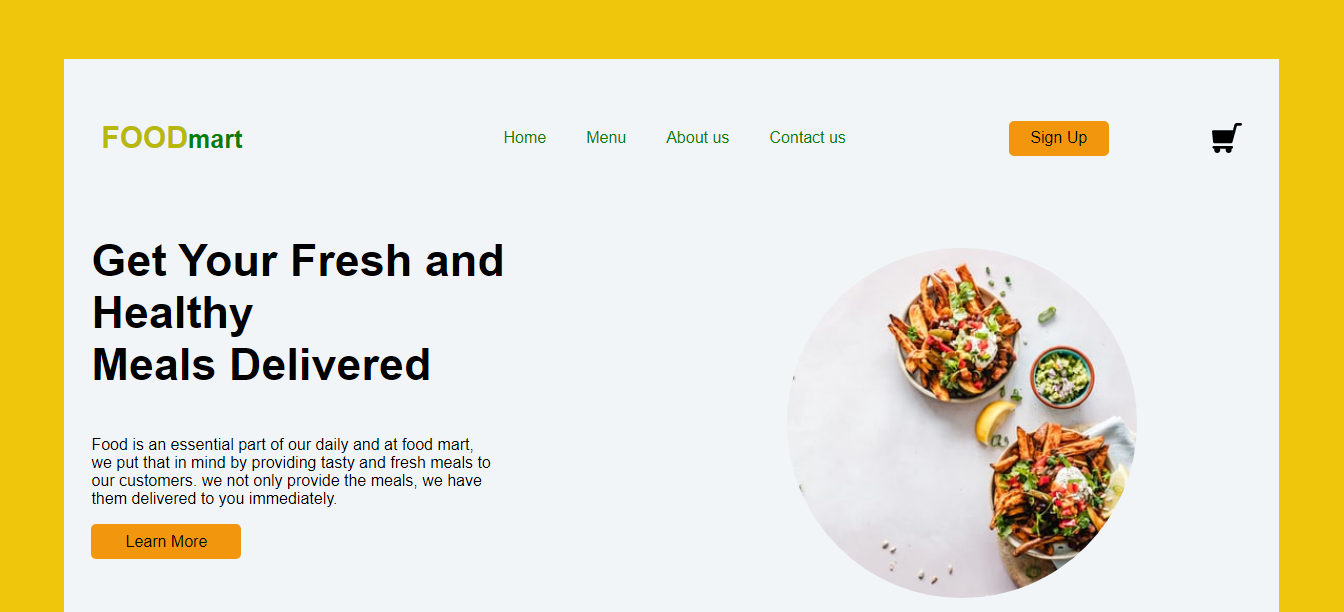 FOODmart
Home Menu About us Contact us
Sign Up
Get Your Fresh and
Healthy
Meals Delivered
Food is an essential part of our daily and at food mart,
we put that in mind by providing tasty and fresh meals to
our customers. we not only provide the meals, we have
them delivered to you immediately.
Learn More